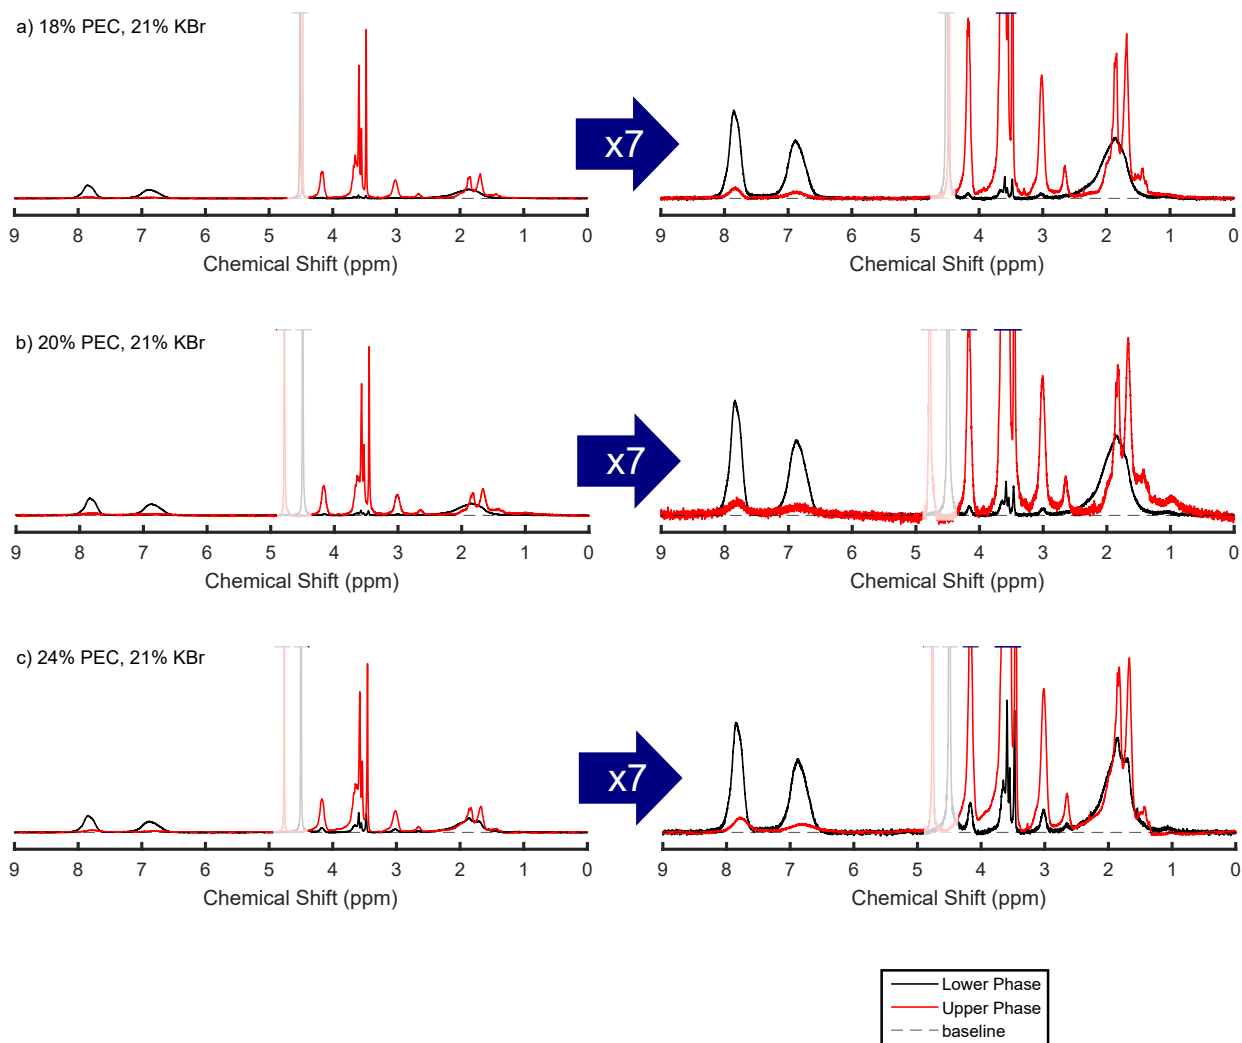 a) 18% PEC, 21% KBr
x7
9 8 7 6 5 4 3 2 1 0
9 8 7 6 5 4 3 2 1 0
Chemical Shift (ppm)
Chemical Shift (ppm)
b) 20% PEC, 21% KBr
x7
9 8 7 6 5 4 3 2 1 0
9 8 7 6 5 4 3 2 1 0
Chemical Shift (ppm)
Chemical Shift (ppm)
c) 24% PEC, 21% KBr
x7
9 8 7 6 5 4 3 2 1 0
9 8 7 6 5 4 3 2 1 0
Chemical Shift (ppm)
Chemical Shift (ppm)
Lower Phase
Upper Phase
baseline